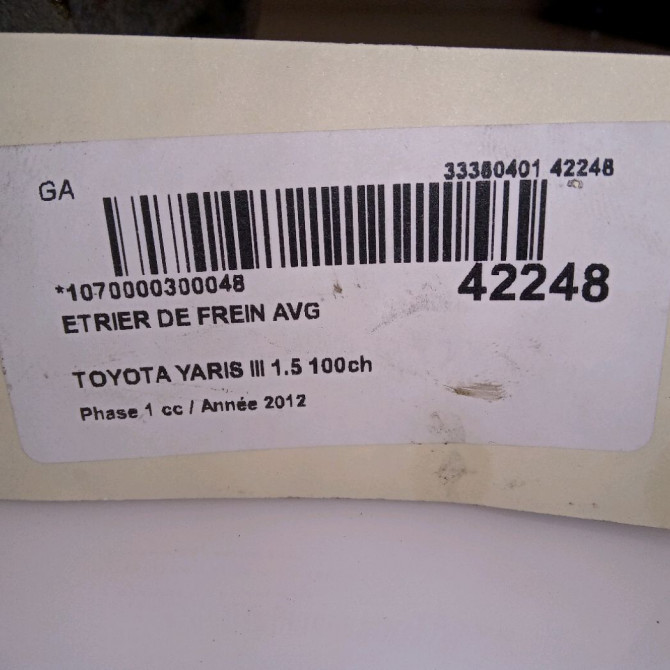 GA
33380401 42248
*1070000300048
42248
ETRIER DE FREIN AVG
TOYOTA YARIS III 1.5 100ch
Phase 1 cc / Année 2012